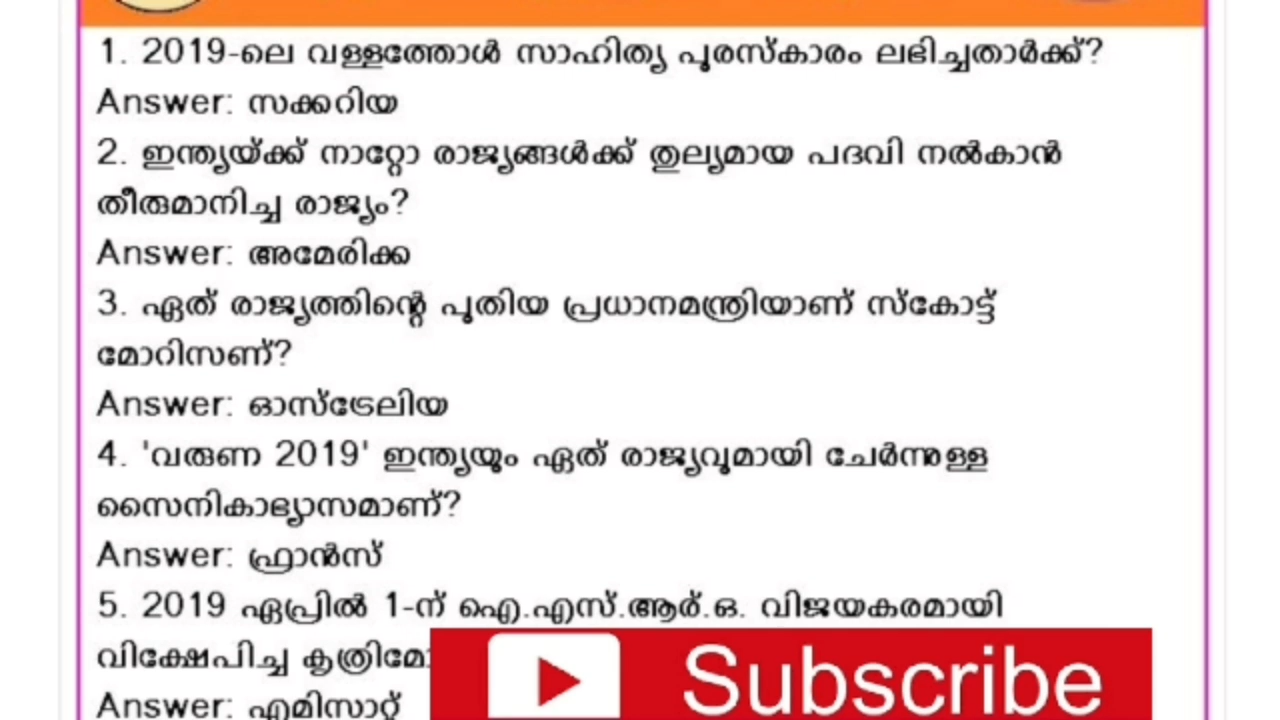 1. 2019-ലെ വള്ളത്തോൾ സാഹിത്യ പുരസ്കാരം ലഭിച്ചതാർക്ക്?
Answer: സക്കറിയ
2. ഇന്ത്യയ്ക്ക് നാറ്റോ രാജ്യങ്ങൾക്ക് തുല്യമായ പദവി നൽകാൻ
തീരുമാനിച്ച രാജ്യം?
Answer: അമേരിക്ക
3. ഏത് രാജ്യത്തിന്റെ പുതിയ പ്രധാനമന്ത്രിയാണ് സ്കോട്ട്
മോറിസണ്?
Answer: ഓസ്ട്രേലിയ
4. 'വരുണ 2019' ഇന്ത്യയും ഏത് രാജ്യവുമായി ചേർന്നുള്ള
സൈനികാഭ്യാസമാണ്?
Answer: ഫ്രാൻസ്
5. 2019 ഏപ്രിൽ 1-ന് ഐ.എസ്.ആർ.ഒ. വിജയകരമായി
വിക്ഷേപിച്ച
Answer: എമിസാറ്റ്
Subscribe